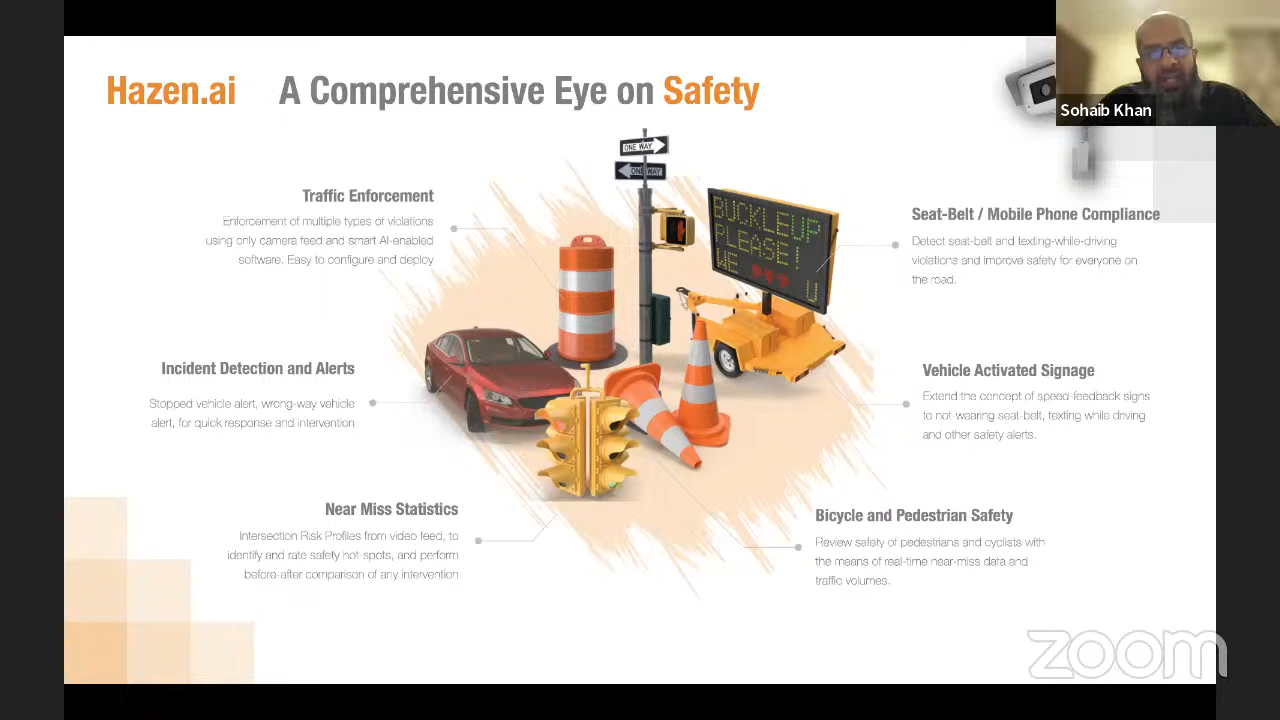 Hazen.ai A Comprehensive Eye on Safety
Sohaib Khan
ONE WAY
ONE WAY
Traffic Enforcement
Enforcement of multiple types of violations
using only camera feed and smart AI-enabled
software. Easy to configure and deploy
BUCKLEUP
PLEASE!
WE
U
Seat-Belt / Mobile Phone Compliance
Detect seat-belt and texting-while-driving
violations and improve safety for everyone on
the road.
Incident Detection and Alerts
Stopped vehicle alert, wrong-way vehicle
alert, for quick response and intervention
Vehicle Activated Signage
Extend the concept of speed-feedback signs
to not-wearing seat-belt, texting while driving
and other safety alerts.
Near Miss Statistics
Intersection Risk Profiles from video feed, to
identify and rate safety hot-spots, and perform
before-after comparison of any intervention
Bicycle and Pedestrian Safety
Review safety of pedestrians and cyclists with
the means of real-time near-miss data and
traffic volumes.
zoom